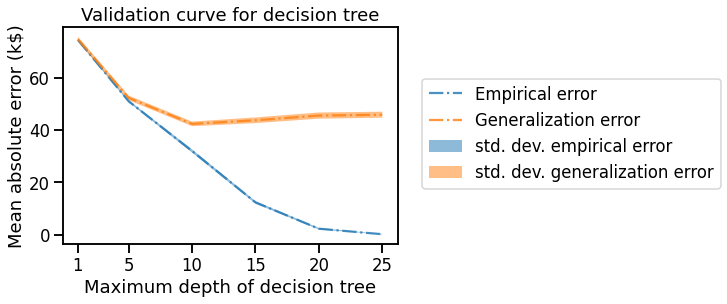 Validation curve for decision tree
Mean absolute error (k$)
60
40
20
0
1 5 10 15 20 25
Maximum depth of decision tree
Empirical error
Generalization error
std. dev. empirical error
std. dev. generalization error